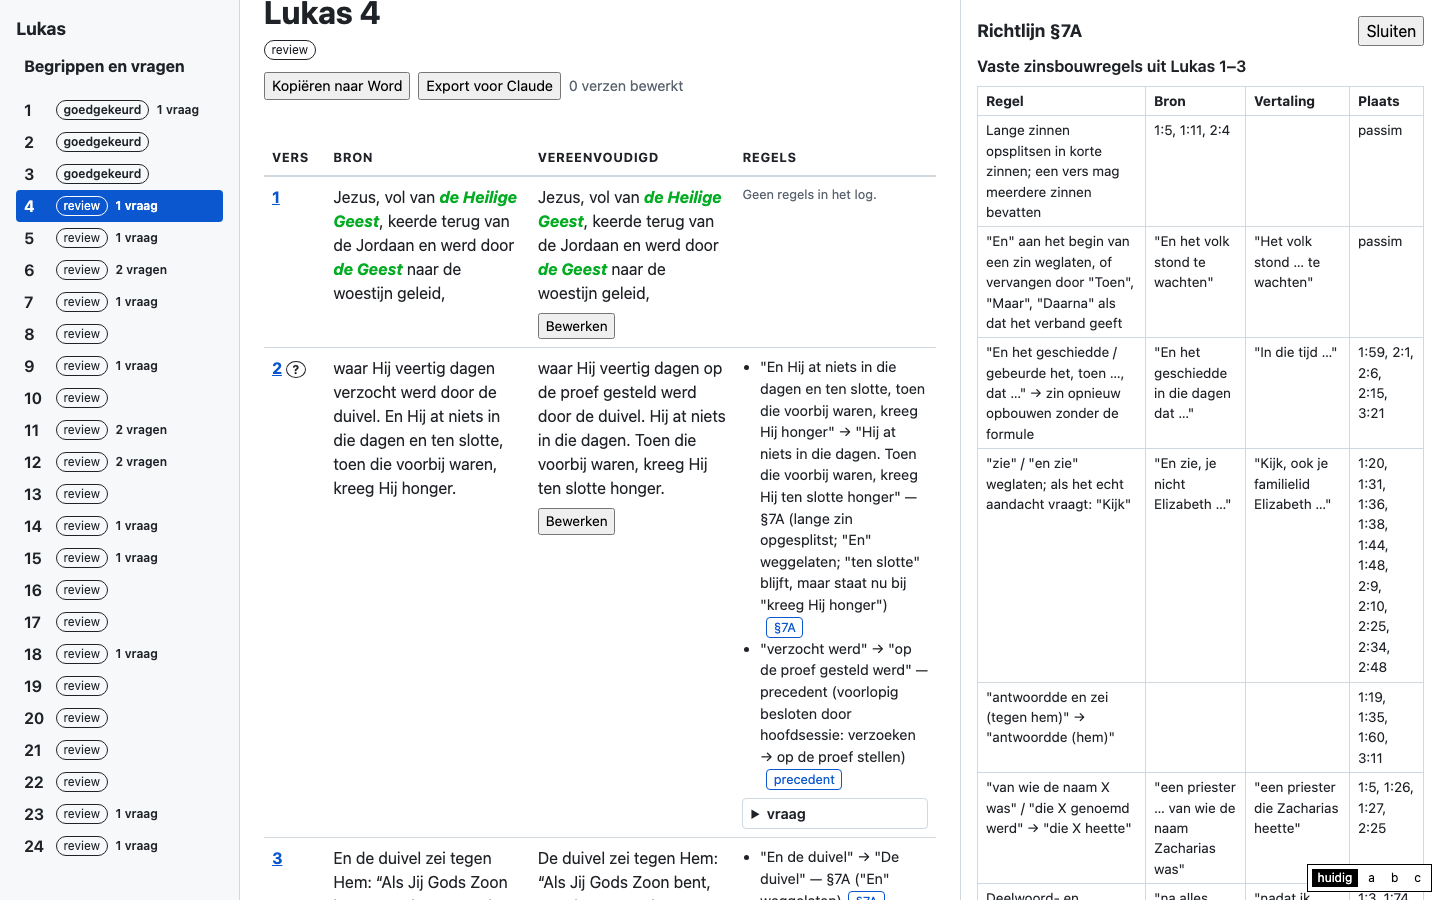 Lukas
Begrippen en vragen
1 goedgekeurd 1 vraag
2 goedgekeurd
3 goedgekeurd
4 review 1 vraag
5 review 1 vraag
6 review 2 vragen
7 review 1 vraag
8 review
9 review 1 vraag
10 review
11 review 2 vragen
12 review 2 vragen
13 review
14 review 1 vraag
15 review 1 vraag
16 review
17 review
18 review 1 vraag
19 review
20 review
21 review
22 review
23 review 1 vraag
24 review 1 vraag
Lukas 4
review
Kopiëren naar Word Export voor Claude 0 verzen bewerkt
VERS BRON VEREENVOUDIGD REGELS
1
Jezus, vol van de Heilige
Geest, keerde terug van
de Jordaan en werd door
de Geest naar de
woestijn geleid,
Jezus, vol van de Heilige
Geest, keerde terug van
de Jordaan en werd door
de Geest naar de
woestijn geleid,
Bewerken
Geen regels in het log.
2 ?
waar Hij veertig dagen
verzocht werd door de
duivel. En Hij at niets in
die dagen en ten slotte,
toen die voorbij waren,
kreeg Hij honger.
waar Hij veertig dagen op
de proef gesteld werd
door de duivel. Hij at niets
in die dagen. Toen die
voorbij waren, kreeg Hij
ten slotte honger.
Bewerken
• "En Hij at niets in die
dagen en ten slotte, toen
die voorbij waren, kreeg
Hij honger" → "Hij at
niets in die dagen. Toen
die voorbij waren, kreeg
Hij ten slotte honger" —
§7A (lange zin
opgesplitst; "En"
weggelaten; "ten slotte"
blijft, maar staat nu bij
"kreeg Hij honger")
§7A
• "verzocht werd" → "op
de proef gesteld werd" —
precedent (voorlopig
besloten door
hoofdsessie: verzoeken
→ op de proef stellen)
precedent
▶ vraag
3
En de duivel zei tegen
Hem: “Als Jij Gods Zoon
De duivel zei tegen Hem:
“Als Jij Gods Zoon bent,
• "En de duivel" → "De
duivel" — §7A ("En"
weggelaten) §7A
Richtlijn §7A
Sluiten
Vaste zinsbouwregels uit Lukas 1–3
Regel Bron Vertaling Plaats
Lange zinnen
opsplitsen in korte
zinnen; een vers mag
meerdere zinnen
bevatten
1:5, 1:11, 2:4
passim
"En" aan het begin van
een zin weglaten, of
vervangen door "Toen",
"Maar", "Daarna" als
dat het verband geeft
"En het volk
stond te
wachten"
"Het volk
stond … te
wachten"
passim
"En het geschiedde /
gebeurde het, toen …,
dat …" → zin opnieuw
opbouwen zonder de
formule
"En het
geschiedde
in die dagen
dat …"
"In die tijd …"
1:59, 2:1,
2:6,
2:15,
3:21
"zie" / "en zie"
weglaten; als het echt
aandacht vraagt: "Kijk"
"En zie, je
nicht
Elizabeth …"
"Kijk, ook je
familielid
Elizabeth …"
1:20,
1:31,
1:36,
1:38,
1:44,
1:48,
2:9,
2:10,
2:25,
2:34,
2:48
"antwoordde en zei
(tegen hem)" →
"antwoordde (hem)"
1:19,
1:35,
1:60,
3:11
"van wie de naam X
was" / "die X genoemd
werd" → "die X heette"
"een priester
… van wie de
naam
Zacharias
was"
"een priester
die Zacharias
heette"
1:5, 1:26,
1:27,
2:25
Deelwoord- en
"na alles
"nadat ik
1:3, 1:74
huidig a b c